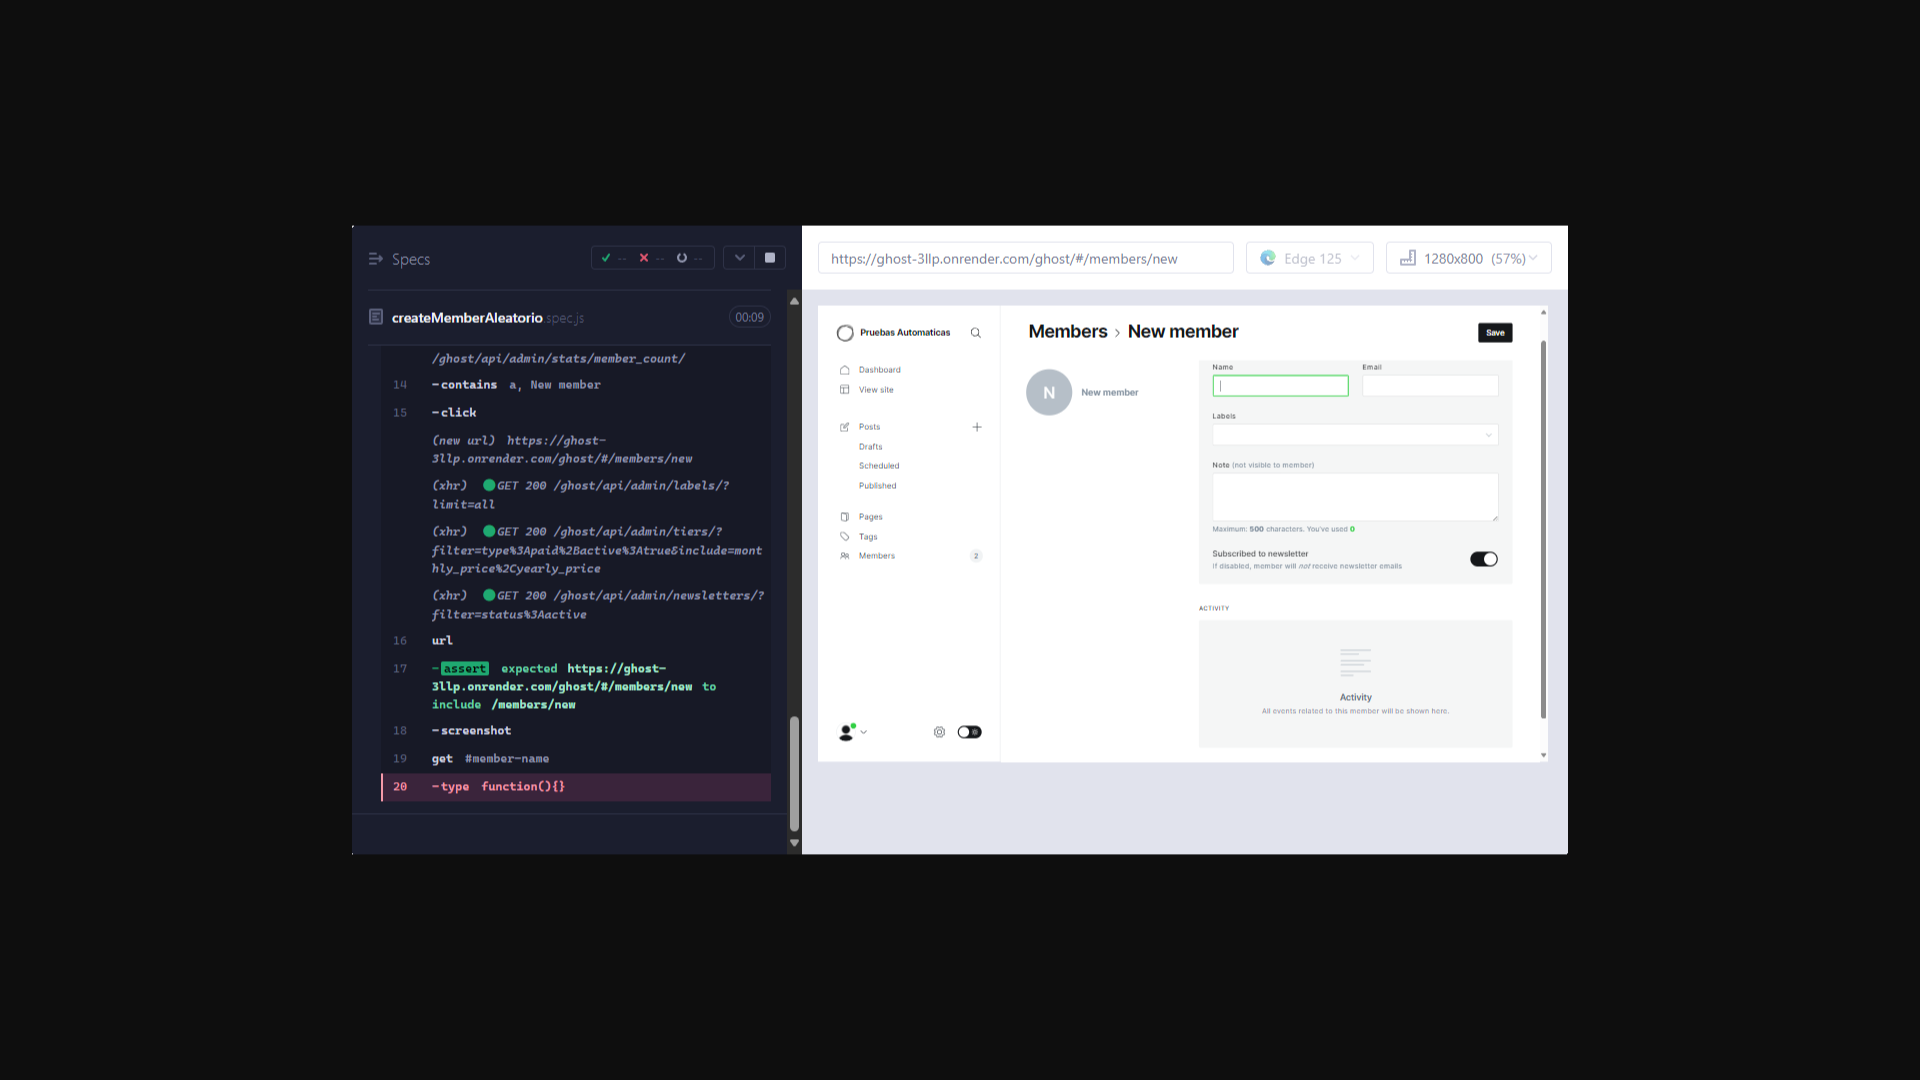 Specs
-- -- --
createMemberAleatorio.spec.js
00:09
/ghost/api/admin/stats/member_count/
14 -contains a, New member
15 -click
(new url) https://ghost-
3llp.onrender.com/ghost/#/members/new
(xhr) GET 200 /ghost/api/admin/labels/?
limit=all
(xhr) GET 200 /ghost/api/admin/tiers/?
filter=type%3Apaid%2Bactive%3Atrue&include=mont
hly_price%2Cyearly_price
(xhr) GET 200 /ghost/api/admin/newsletters/?
filter=status%3Aactive
16 url
17 -assert expected https://ghost-
3llp.onrender.com/ghost/#/members/new to
include /members/new
18 -screenshot
19 get #member-name
20 -type function(){}
https://ghost-3llp.onrender.com/ghost/#/members/new
Edge 125
1280x800 (57%)
Pruebas Automaticas
Dashboard
View site
Posts
Drafts
Scheduled
Published
Pages
Tags
Members 2
Members › New member
Save
N
New member
Name
Email
Labels
Note (not visible to member)
Maximum: 500 characters. You've used 0
Subscribed to newsletter
If disabled, member will not receive newsletter emails
ACTIVITY
Activity
All events related to this member will be shown here.